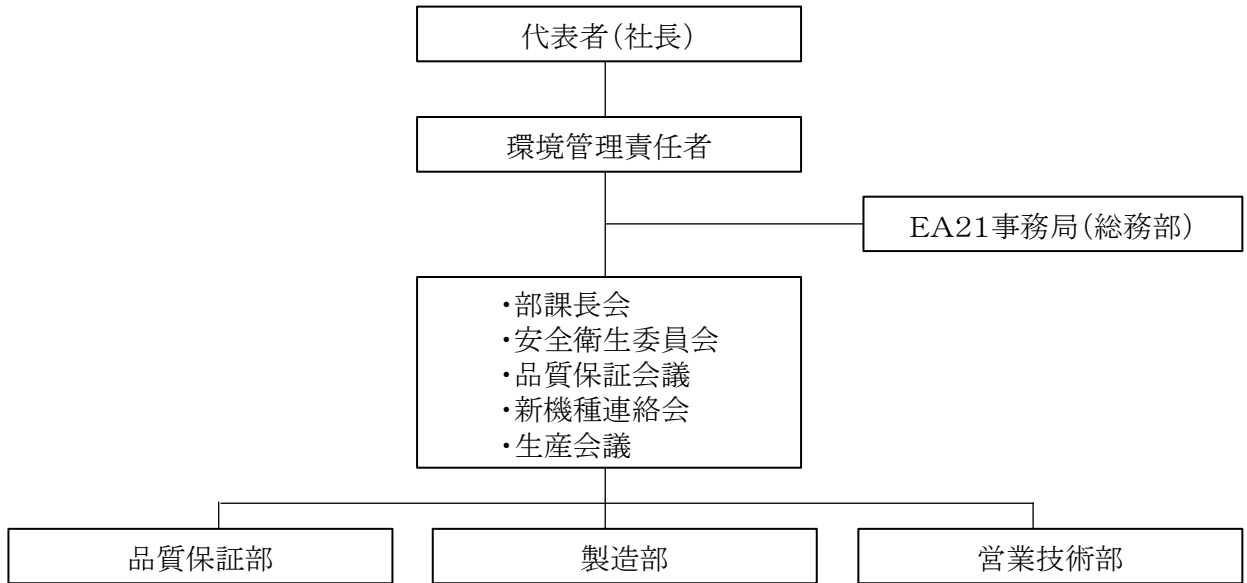 代表者(社長)
環境管理責任者
EA21事務局(総務部)
・部課長会
・安全衛生委員会
・品質保証会議
・新機種連絡会
・生産会議
品質保証部
製造部
営業技術部